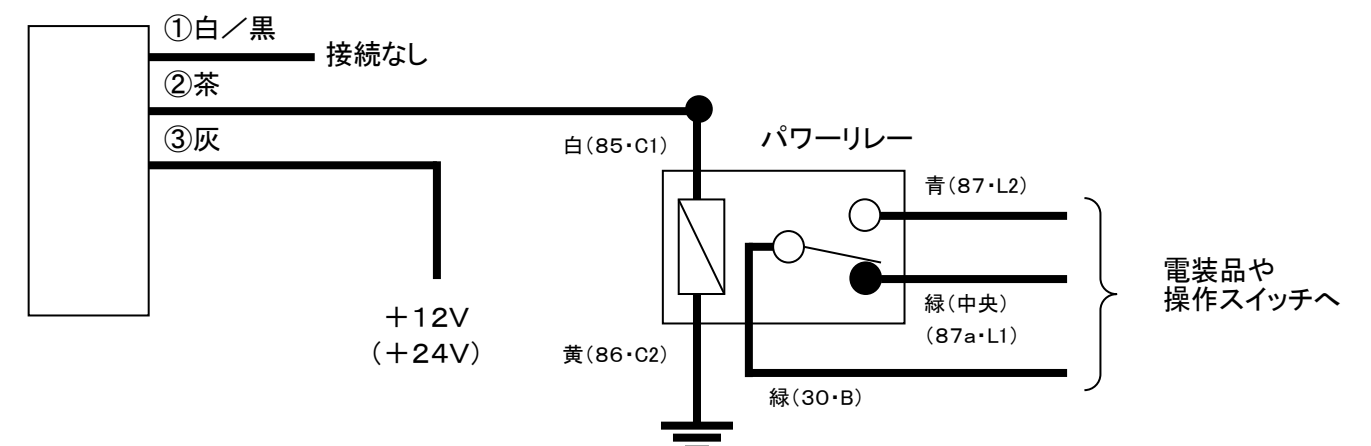 ①白／黒
接続なし
②茶
③灰
白（85・C1）
パワーリレー
青（87・L2）
電装品や
操作スイッチへ
緑（中央）
（87a・L1）
＋１２V
（＋２４V）
黄（86・C2）
緑（30・B）